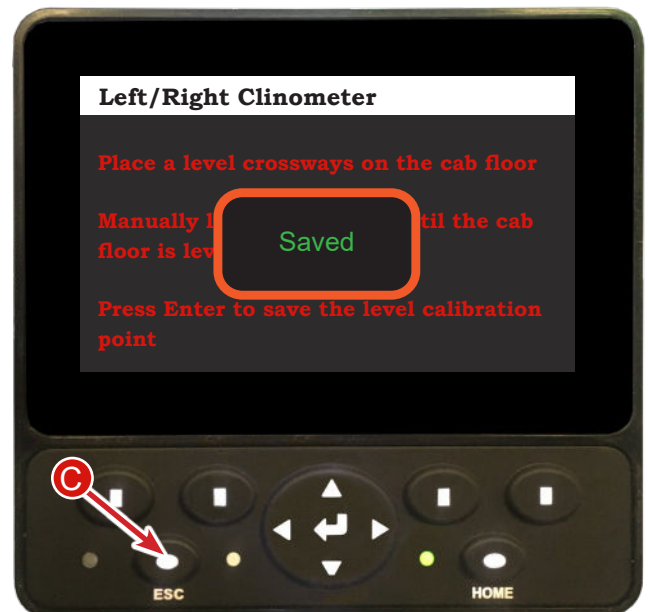 Left/Right Clinometer
Place a level crossways on the cab floor
Manually l
Saved
til the cab
floor is lev
Press Enter to save the level calibration
point
C
ESC
HOME